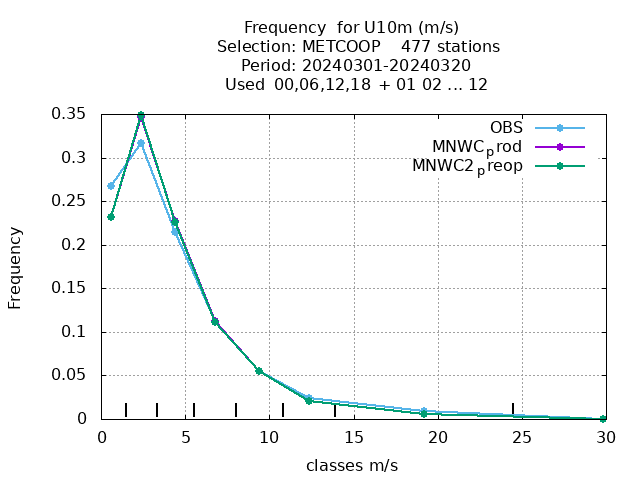 Frequency for U10m (m/s)
Selection: METCOOP 477 stations
Period: 20240301-20240320
Used 00,06,12,18 + 01 02 ... 12
OBS
MNWCprod
MNWC2preop
Frequency
0.35
0.3
0.25
0.2
0.15
0.1
0.05
0
0 5 10 15 20 25 30
classes m/s